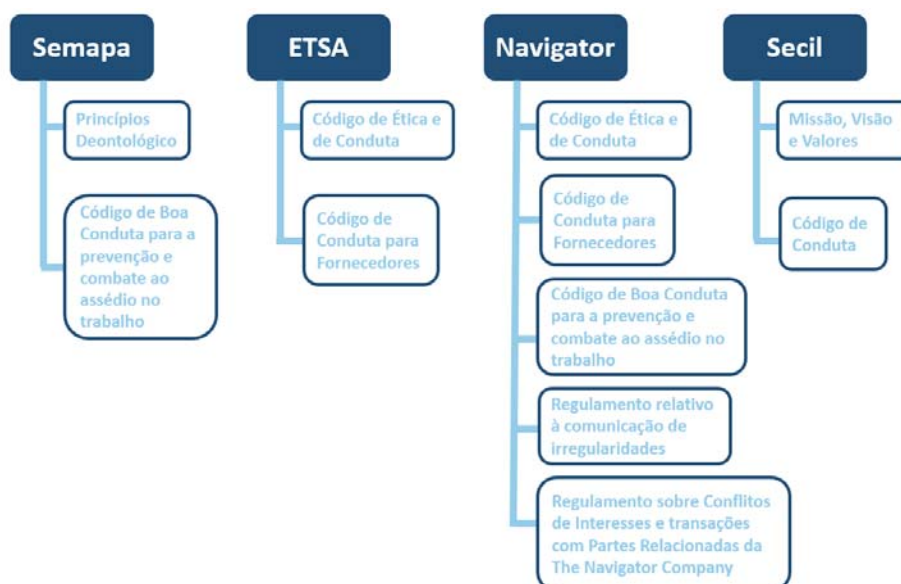 Semapa
Princípios
Deontológico
Código de Boa
Conduta para a
prevenção e
combate ao
assédio no
trabalho
ETSA
Código de Ética e
de Conduta
Código de
Conduta para
Fornecedores
Navigator
Código de Ética e
de Conduta
Código de
Conduta para
Fornecedores
Código de Boa Conduta
para a prevenção e
combate ao assédio no
trabalho
Regulamento relativo
à comunicação de
irregularidades
Regulamento sobre Conflitos
de Interesses e transações
com Partes Relacionadas da
The Navigator Company
Secil
Missão, Visão
e Valores
Código de
Conduta